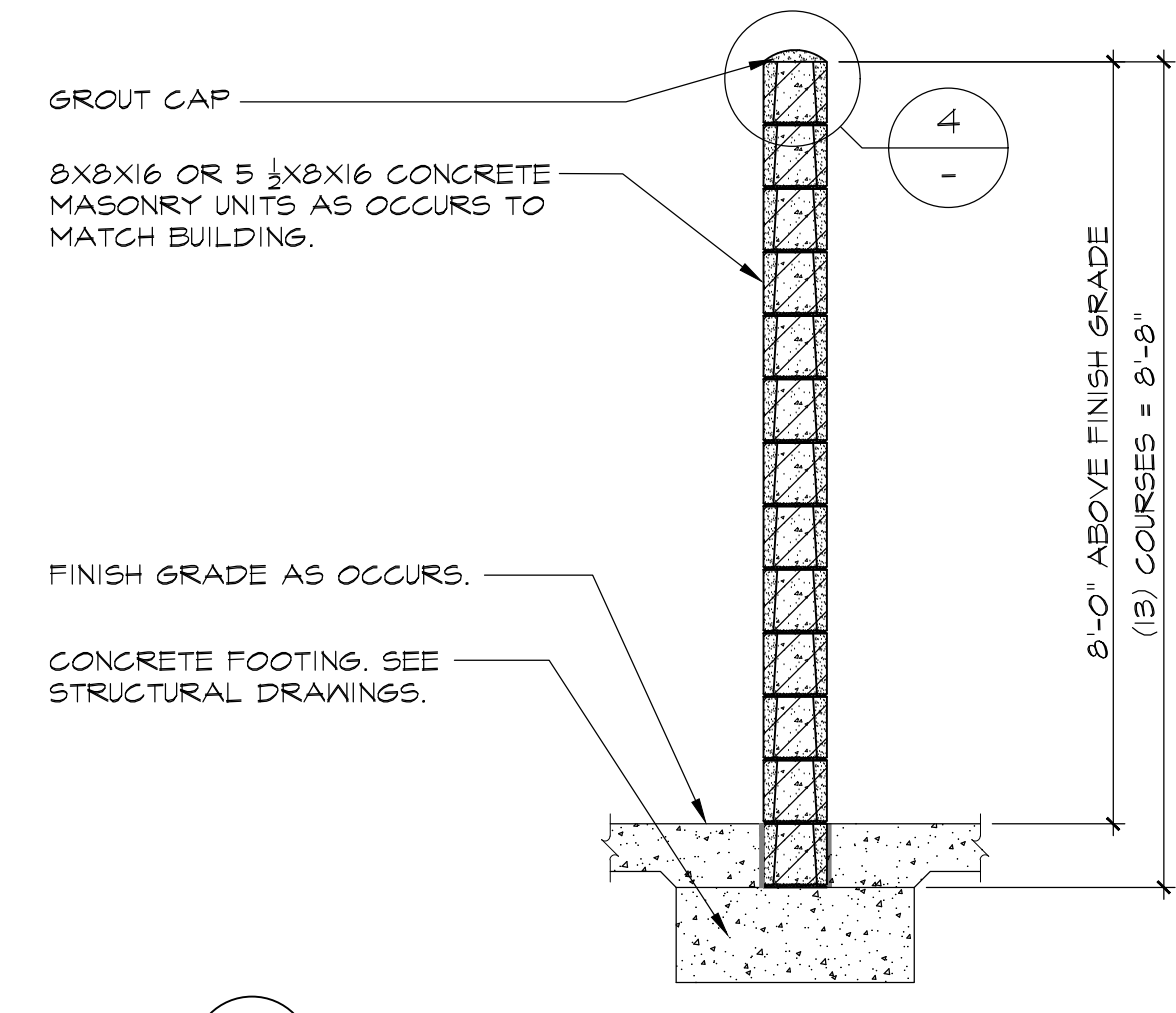 GROUT CAP
4
-
8X8X16 OR 5 ½X8X16 CONCRETE
MASONRY UNITS AS OCCURS TO
MATCH BUILDING.
8'-0" ABOVE FINISH GRADE
(13) COURSES = 8'-8"
FINISH GRADE AS OCCURS.
CONCRETE FOOTING. SEE
STRUCTURAL DRAWINGS.